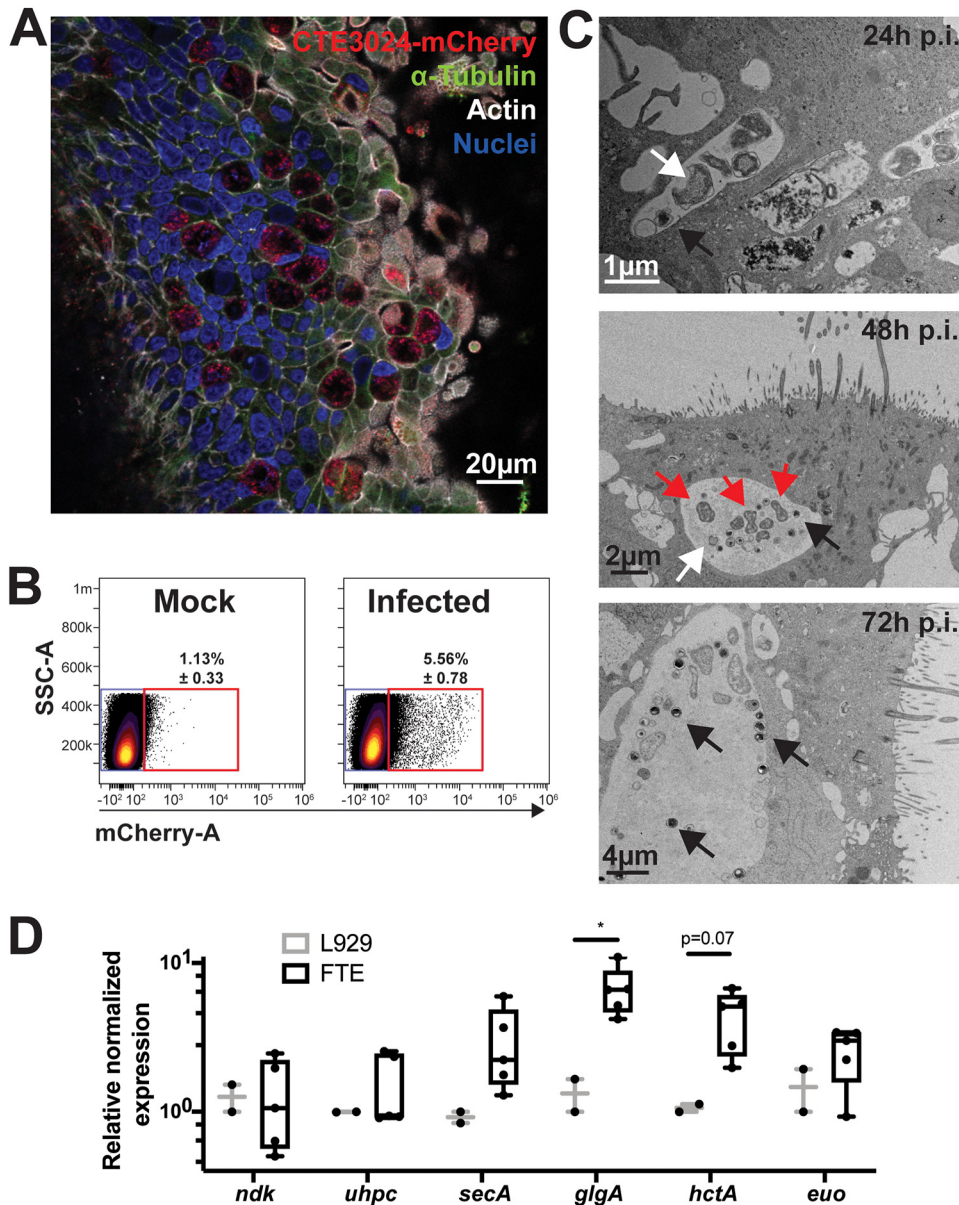 A
CTE3024-mCherry
α-Tubulin
Actin
Nuclei
20µm
B
SSC-A
1m
800k
600k
400k
200k
Mock
1.13%
± 0.33
-10² 10² 10³ 10⁴ 10⁵ 10⁶
Infected
5.56%
± 0.78
-10² 10² 10³ 10⁴ 10⁵ 10⁶
mCherry-A
C
24h p.i.
1µm
48h p.i.
2µm
72h p.i.
4µm
D
Relative normalized
expression
10¹
10⁰
L929
FTE
*
p=0.07
ndk uhpc secA glgA hctA euo